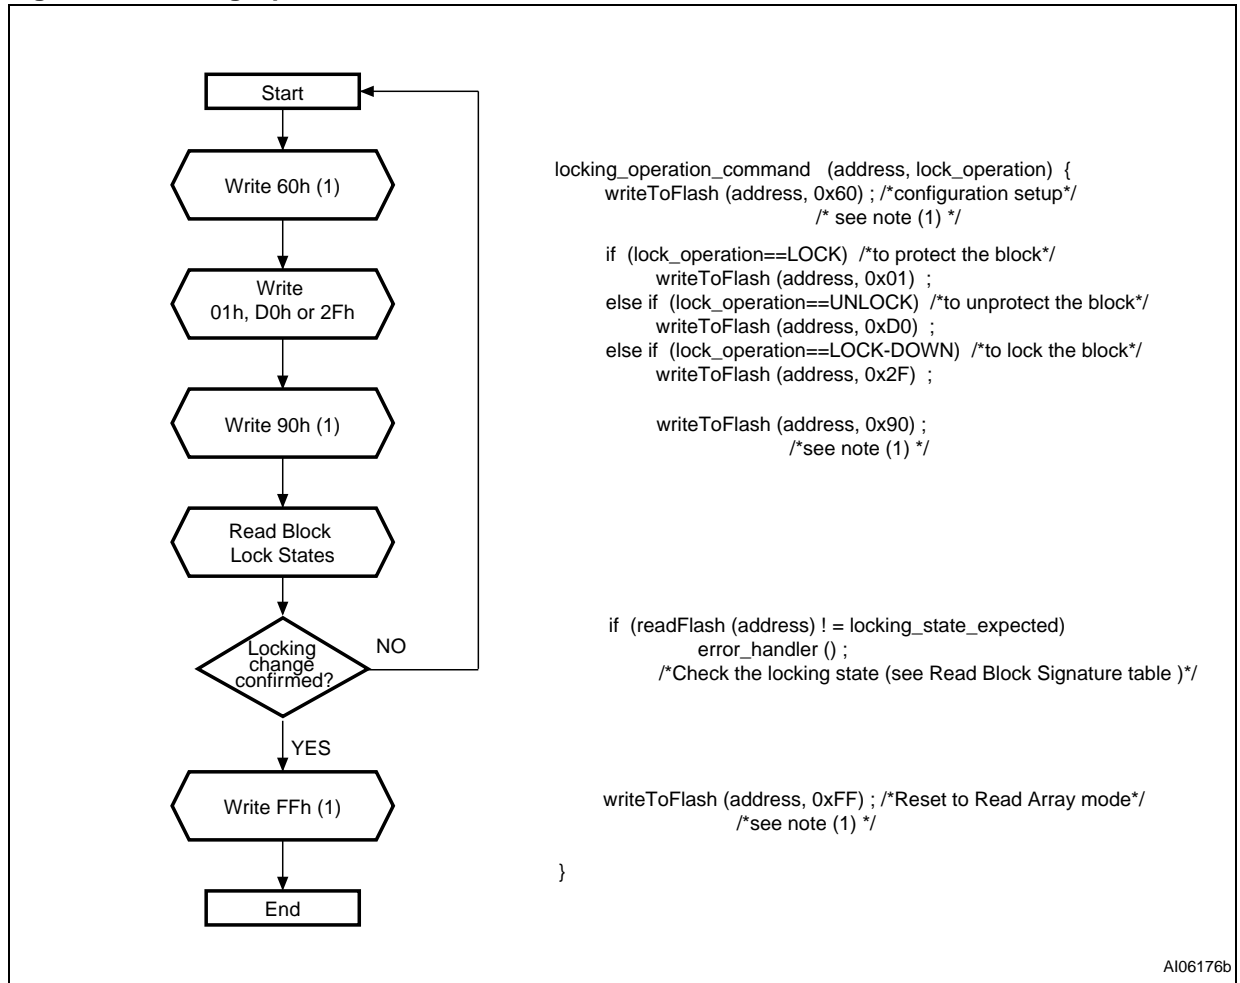 Start
Write 60h (1)
Write
01h, D0h or 2Fh
Write 90h (1)
Read Block
Lock States
Locking
change
confirmed?
NO
YES
Write FFh (1)
End
locking_operation_command (address, lock_operation) {
writeToFlash (address, 0x60) ; /*configuration setup*/
/* see note (1) */
if (lock_operation==LOCK) /*to protect the block*/
writeToFlash (address, 0x01) ;
else if (lock_operation==UNLOCK) /*to unprotect the block*/
writeToFlash (address, 0xD0) ;
else if (lock_operation==LOCK-DOWN) /*to lock the block*/
writeToFlash (address, 0x2F) ;
writeToFlash (address, 0x90) ;
/*see note (1) */
if (readFlash (address) ! = locking_state_expected)
error_handler () ;
/*Check the locking state (see Read Block Signature table )*/
writeToFlash (address, 0xFF) ; /*Reset to Read Array mode*/
/*see note (1) */
}
AI06176b